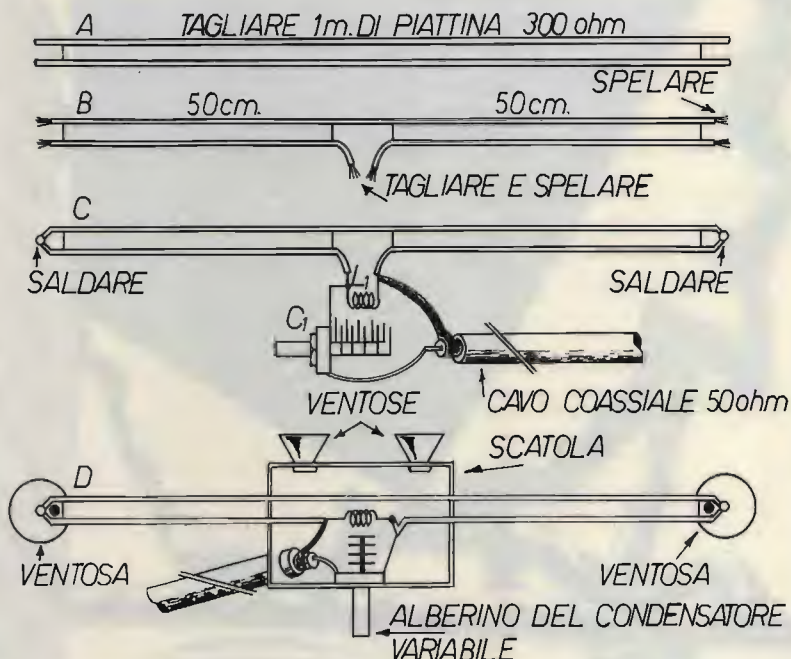 A TAGLIARE 1m. DI PIATTINA 300 ohm
SPELARE
B 50cm. 50cm.
TAGLIARE E SPELARE
C
SALDARE L1 SALDARE
C1
CAVO COASSIALE 50ohm
VENTOSE
SCATOLA
D
VENTOSA VENTOSA
ALBERINO DEL CONDENSATORE
VARIABILE